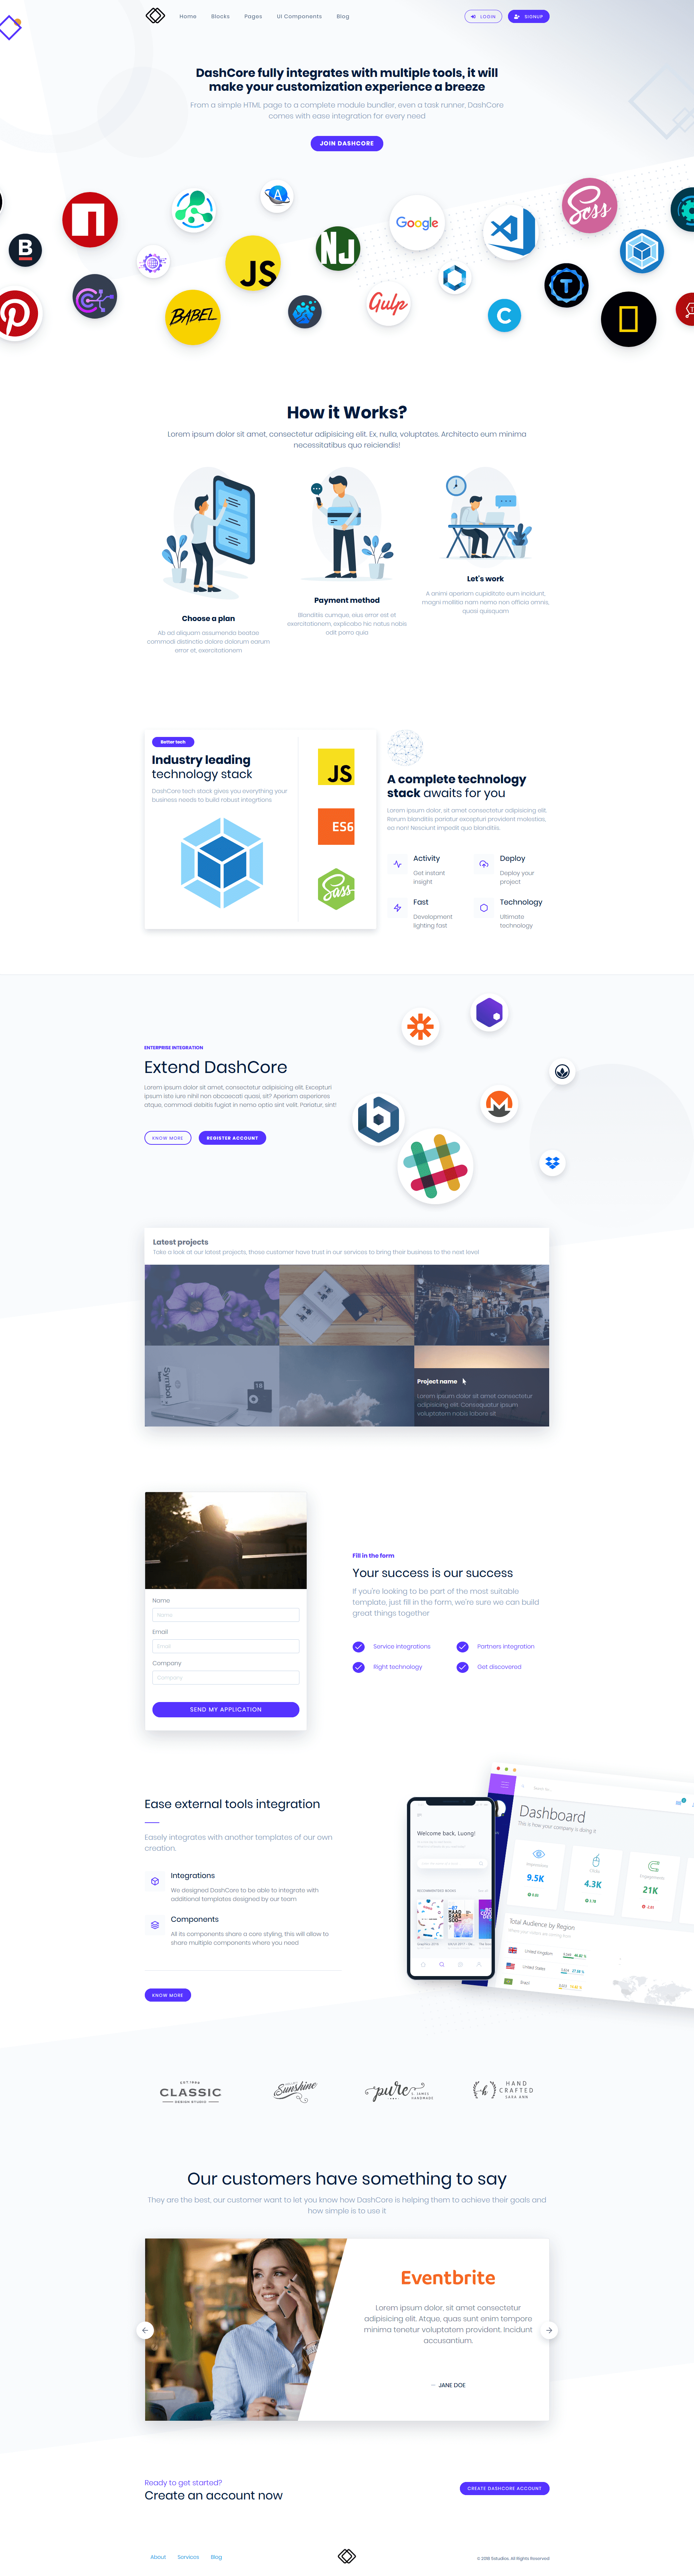 Home Blocks Pages UI Components Blog LOGIN SIGNUP
DashCore fully integrates with multiple tools, it will
make your customization experience a breeze
From a simple HTML page to a complete module bundler, even a task runner, DashCore
comes with ease integration for every need
JOIN DASHCORE
Google
Sass
B
JS
NJ
BABEL
Gulp
C
T
How it Works?
Lorem ipsum dolor sit amet, consectetur adipisicing elit. Ex, nulla, voluptates. Architecto eum minima
necessitatibus quo reiciendis!
Choose a plan
Ab ad aliquam assumenda beatae
commodi distinctio dolore dolorum earum
error et, exercitationem
Payment method
Blanditiis cumque, eius error est et
exercitationem, explicabo hic natus nobis
odit porro quia
Let's work
A animi aperiam cupiditate eum incidunt,
magni mollitia nam nemo non officia omnis,
quasi quisquam
Better tech
Industry leading
technology stack
DashCore tech stack gives you everything your
business needs to build robust integrtions
JS
ES6
Sass
A complete technology
stack awaits for you
Lorem ipsum dolor, sit amet consectetur adipisicing elit.
Rerum blanditiis pariatur excepturi provident molestias,
ea non! Nesciunt impedit quo blanditiis.
Activity
Get instant
insight
Deploy
Deploy your
project
Fast
Development
lighting fast
Technology
Ultimate
technology
ENTERPRISE INTEGRATION
Extend DashCore
Lorem ipsum dolor sit amet, consectetur adipisicing elit. Excepturi
ipsam iste iure nihil non obcaecati quasi, sit? Aperiam asperiores
atque, commodi debitis fugiat in nemo optio sint velit. Pariatur, sint!
KNOW MORE
REGISTER ACCOUNT
Latest projects
Take a look at our latest projects, those customer have trust in our services to bring their business to the next level
Symbol
Project name
Lorem ipsum dolor sit amet consectetur
adipisicing elit. Consequatur ipsum
voluptatem nobis labore sit
Name
Name
Email
Email
Company
Company
SEND MY APPLICATION
Fill in the form
Your success is our success
If you're looking to be part of the most suitable
template, just fill in the form, we're sure we can build
great things together
Service integrations
Partners Integration
Right technology
Get discovered
Ease external tools integration
Easely integrates with another templates of our own
creation.
Integrations
We designed DashCore to be able to integrate with
additional templates designed by our team
Components
All its components share a core styling, this will allow to
share multiple components where you need
KNOW MORE
Welcome back, Luong!
Dashboard
This it how your company is doing it
9.5K
4.3K
21K
Total Audience by Region
United Kingdom
United States
Brazil
CLASSIC
DESIGN STUDIO
Sunshine
pure
HAND
CRAFTED
SARA ANN
Our customers have something to say
They are the best, our customer want to let you know how DashCore is helping them to achieve their goals and
how simple is to use it
Eventbrite
Lorem ipsum dolor, sit amet consectetur
adipisicing elit. Atque, quas sunt enim tempore
minima tenetur voluptatem provident. Incidunt
accusantium.
— JANE DOE
Ready to get started?
Create an account now
CREATE DASHCORE ACCOUNT
About Services Blog
© 2018 5studios. All Rights Reserved